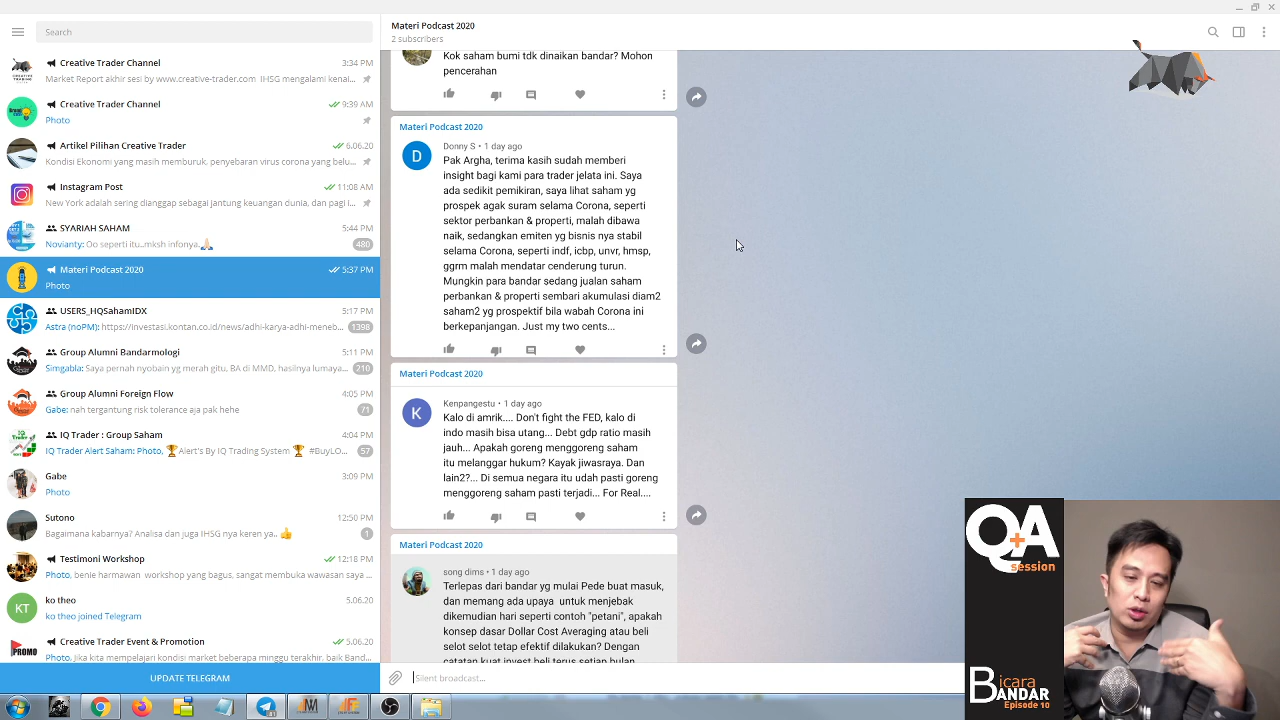 Search
Creative Trader Channel
3:34 PM
Market Report akhir sesi by www.creative-trader.com IHSG mengalami kenai...
Creative Trader Channel
9:39 AM
Photo
Artikel Pilihan Creative Trader
6.06.20
Kondisi Ekonomi yang masih memburuk, penyebaran virus corona yang belu...
Instagram Post
11:08 AM
New York adalah sering dianggap sebagai jantung keuangan dunia, dan pagi i...
SYARIAH SAHAM
5:44 PM
Novianty: Oo seperti itu..mksh infonya..
480
Materi Podcast 2020
5:37 PM
Photo
USERS_HQSahamIDX
5:17 PM
Astra (noPM): https://investasi.kontan.co.id/news/adhi-karya-adhi-meneb...
1398
Group Alumni Bandarmologi
5:11 PM
Simgabla: Saya pernah nyobain yg merah gitu, BA di MMD, hasilnya lumaya...
210
Group Alumni Foreign Flow
4:05 PM
Gabe: nah tergantung risk tolerance aja pak hehe
71
IQ Trader : Group Saham
4:04 PM
IQ Trader Alert Saham: Photo, Alert's By IQ Trading System #BuyLO...
57
Gabe
3:09 PM
Photo
Sutono
12:50 PM
Bagaimana kabarnya? Analisa dan juga IHSG nya keren ya..
1
Testimoni Workshop
12:18 PM
Photo, benie harmawan workshop yang bagus, sangat membuka wawasan saya ...
KT
ko theo
5.06.20
ko theo joined Telegram
PROMO
Creative Trader Event & Promotion
5.06.20
Photo, Jika kita mempelajari kondisi market beberapa minggu terakhir, baik Band...
UPDATE TELEGRAM
Materi Podcast 2020
2 subscribers
Kok saham bumi tdk dinaikan bandar? Mohon
pencerahan
Materi Podcast 2020
D
Donny S • 1 day ago
Pak Argha, terima kasih sudah memberi
insight bagi kami para trader jelata ini. Saya
ada sedikit pemikiran, saya lihat saham yg
prospek agak suram selama Corona, seperti
sektor perbankan & properti, malah dibawa
naik, sedangkan emiten yg bisnis nya stabil
selama Corona, seperti indf, icbp, unvr, hmsp,
ggrm malah mendatar cenderung turun.
Mungkin para bandar sedang jualan saham
perbankan & properti sembari akumulasi diam2
saham2 yg prospektif bila wabah Corona ini
berkepanjangan. Just my two cents...
Materi Podcast 2020
K
Kenpangestu • 1 day ago
Kalo di amrik.... Don't fight the FED, kalo di
indo masih bisa utang... Debt gdp ratio masih
jauh... Apakah goreng menggoreng saham
itu melanggar hukum? Kayak jiwasraya. Dan
lain2?... Di semua negara itu udah pasti goreng
menggoreng saham pasti terjadi... For Real....
Materi Podcast 2020
song dims • 1 day ago
Terlepas dari bandar yg mulai Pede buat masuk,
dan memang ada upaya untuk menjebak
dikemudian hari seperti contoh "petani", apakah
konsep dasar Dollar Cost Averaging atau beli
selot selot tetap efektif dilakukan? Dengan
catatan kuat invest beli terus setiap bulan
Silent broadcast...
Q+A
session
Bicara
BANDAR
Episode 10